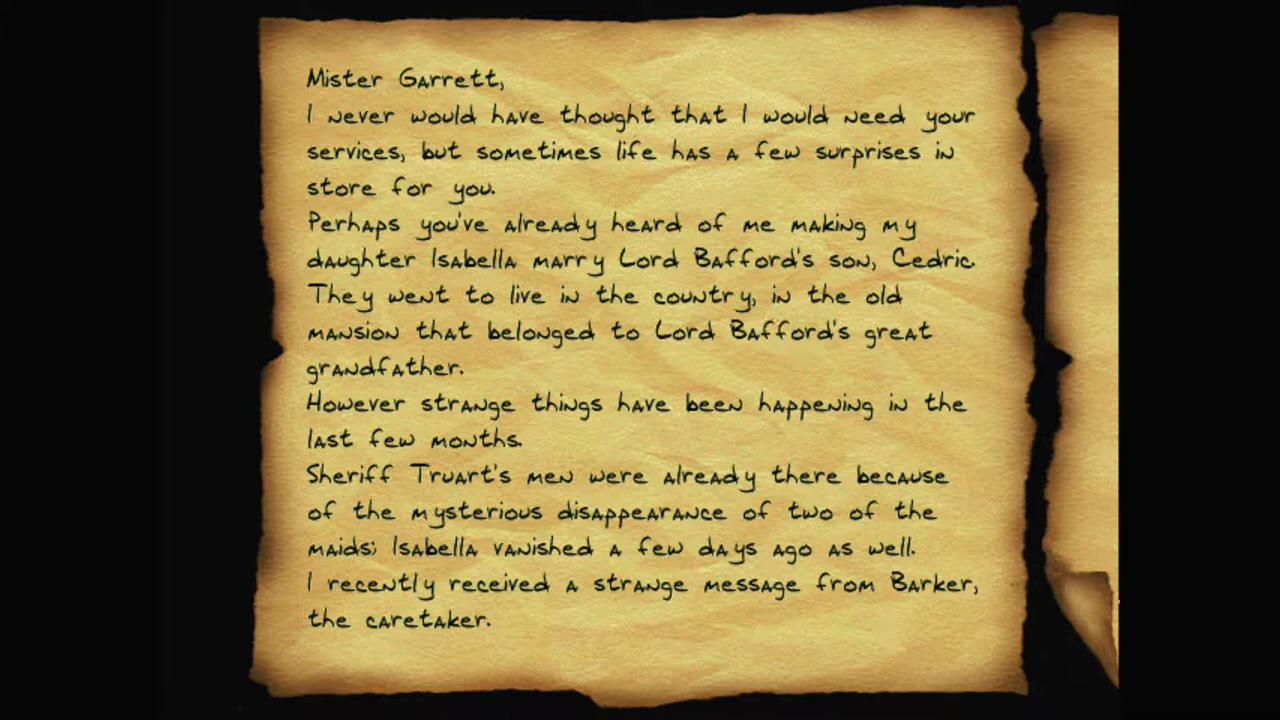 Mister Garrett,
I never would have thought that I would need your
services, but sometimes life has a few surprises in
store for you.
Perhaps you've already heard of me making my
daughter Isabella marry Lord Bafford's son, Cedric.
They went to live in the country, in the old
mansion that belonged to Lord Bafford's great
grandfather.
However strange things have been happening in the
last few months.
Sheriff Truart's men were already there because
of the mysterious disappearance of two of the
maids; Isabella vanished a few days ago as well.
I recently received a strange message from Barker,
the caretaker.